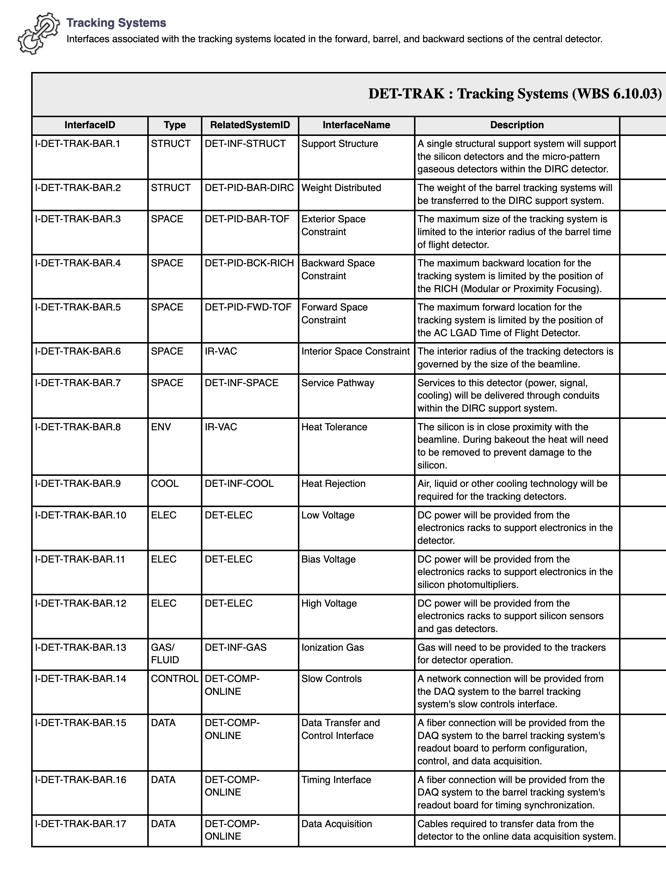 Tracking Systems
Interfaces associated with the tracking systems located in the forward, barrel, and backward sections of the central detector.
DET-TRAK : Tracking Systems (WBS 6.10.03)
InterfaceID Type RelatedSystemID InterfaceName Description
I-DET-TRAK-BAR.1 STRUCT DET-INF-STRUCT Support Structure A single structural support system will support
the silicon detectors and the micro-pattern
gaseous detectors within the DIRC detector.
I-DET-TRAK-BAR.2 STRUCT DET-PID-BAR-DIRC Weight Distributed The weight of the barrel tracking systems will
be transferred to the DIRC support system.
I-DET-TRAK-BAR.3 SPACE DET-PID-BAR-TOF Exterior Space The maximum size of the tracking system is
Constraint limited to the interior radius of the barrel time
of flight detector.
I-DET-TRAK-BAR.4 SPACE DET-PID-BCK-RICH Backward Space The maximum backward location for the
Constraint tracking system is limited by the position of
the RICH (Modular or Proximity Focusing).
I-DET-TRAK-BAR.5 SPACE DET-PID-FWD-TOF Forward Space The maximum forward location for the
Constraint tracking system is limited by the position of
the AC LGAD Time of Flight Detector.
I-DET-TRAK-BAR.6 SPACE IR-VAC Interior Space Constraint The interior radius of the tracking detectors is
governed by the size of the beamline.
I-DET-TRAK-BAR.7 SPACE DET-INF-SPACE Service Pathway Services to this detector (power, signal,
cooling) will be delivered through conduits
within the DIRC support system.
I-DET-TRAK-BAR.8 ENV IR-VAC Heat Tolerance The silicon is in close proximity with the
beamline. During bakeout the heat will need
to be removed to prevent damage to the
silicon.
I-DET-TRAK-BAR.9 COOL DET-INF-COOL Heat Rejection Air, liquid or other cooling technology will be
required for the tracking detectors.
I-DET-TRAK-BAR.10 ELEC DET-ELEC Low Voltage DC power will be provided from the
electronics racks to support electronics in the
detector.
I-DET-TRAK-BAR.11 ELEC DET-ELEC Bias Voltage DC power will be provided from the
electronics racks to support electronics in the
silicon photomultipliers.
I-DET-TRAK-BAR.12 ELEC DET-ELEC High Voltage DC power will be provided from the
electronics racks to support silicon sensors
and gas detectors.
I-DET-TRAK-BAR.13 GAS/ DET-INF-GAS Ionization Gas Gas will need to be provided to the trackers
FLUID for detector operation.
I-DET-TRAK-BAR.14 CONTROL DET-COMP- Slow Controls A network connection will be provided from
ONLINE the DAQ system to the barrel tracking
system's slow controls interface.
I-DET-TRAK-BAR.15 DATA DET-COMP- Data Transfer and A fiber connection will be provided from the
ONLINE Control Interface DAQ system to the barrel tracking system's
readout board to perform configuration,
control, and data acquisition.
I-DET-TRAK-BAR.16 DATA DET-COMP- Timing Interface A fiber connection will be provided from the
ONLINE DAQ system to the barrel tracking system's
readout board for timing synchronization.
I-DET-TRAK-BAR.17 DATA DET-COMP- Data Acquisition Cables required to transfer data from the
ONLINE detector to the online data acquisition system.